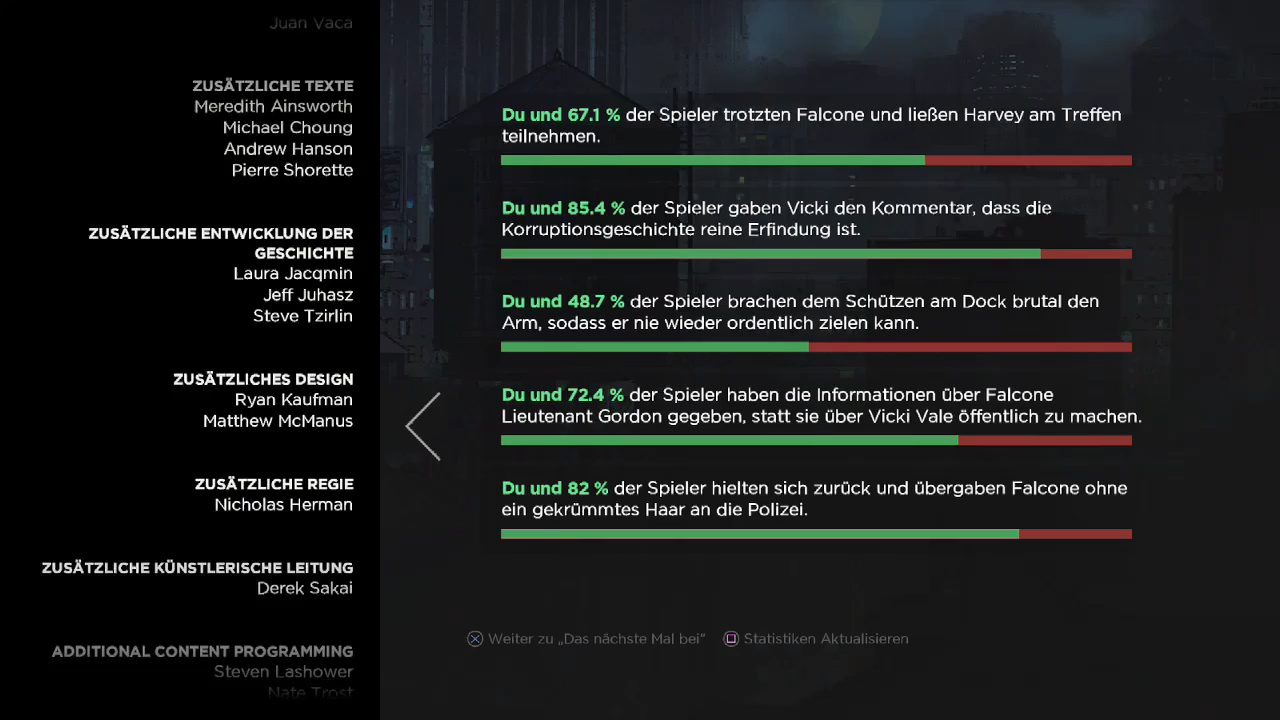 Juan Vaca
ZUSÄTZLICHE TEXTE
Meredith Ainsworth
Michael Choung
Andrew Hanson
Pierre Shorette
ZUSÄTZLICHE ENTWICKLUNG DER
GESCHICHTE
Laura Jacqmin
Jeff Juhasz
Steve Tzirlin
ZUSÄTZLICHES DESIGN
Ryan Kaufman
Matthew McManus
ZUSÄTZLICHE REGIE
Nicholas Herman
ZUSÄTZLICHE KÜNSTLERISCHE LEITUNG
Derek Sakai
ADDITIONAL CONTENT PROGRAMMING
Steven Lashower
Nate Trost
Du und 67.1 % der Spieler trotzten Falcone und ließen Harvey am Treffen
teilnehmen.
Du und 85.4 % der Spieler gaben Vicki den Kommentar, dass die
Korruptionsgeschichte reine Erfindung ist.
Du und 48.7 % der Spieler brachen dem Schützen am Dock brutal den
Arm, sodass er nie wieder ordentlich zielen kann.
Du und 72.4 % der Spieler haben die Informationen über Falcone
Lieutenant Gordon gegeben, statt sie über Vicki Vale öffentlich zu machen.
Du und 82 % der Spieler hielten sich zurück und übergaben Falcone ohne
ein gekrümmtes Haar an die Polizei.
Weiter zu „Das nächste Mal bei“ Statistiken Aktualisieren